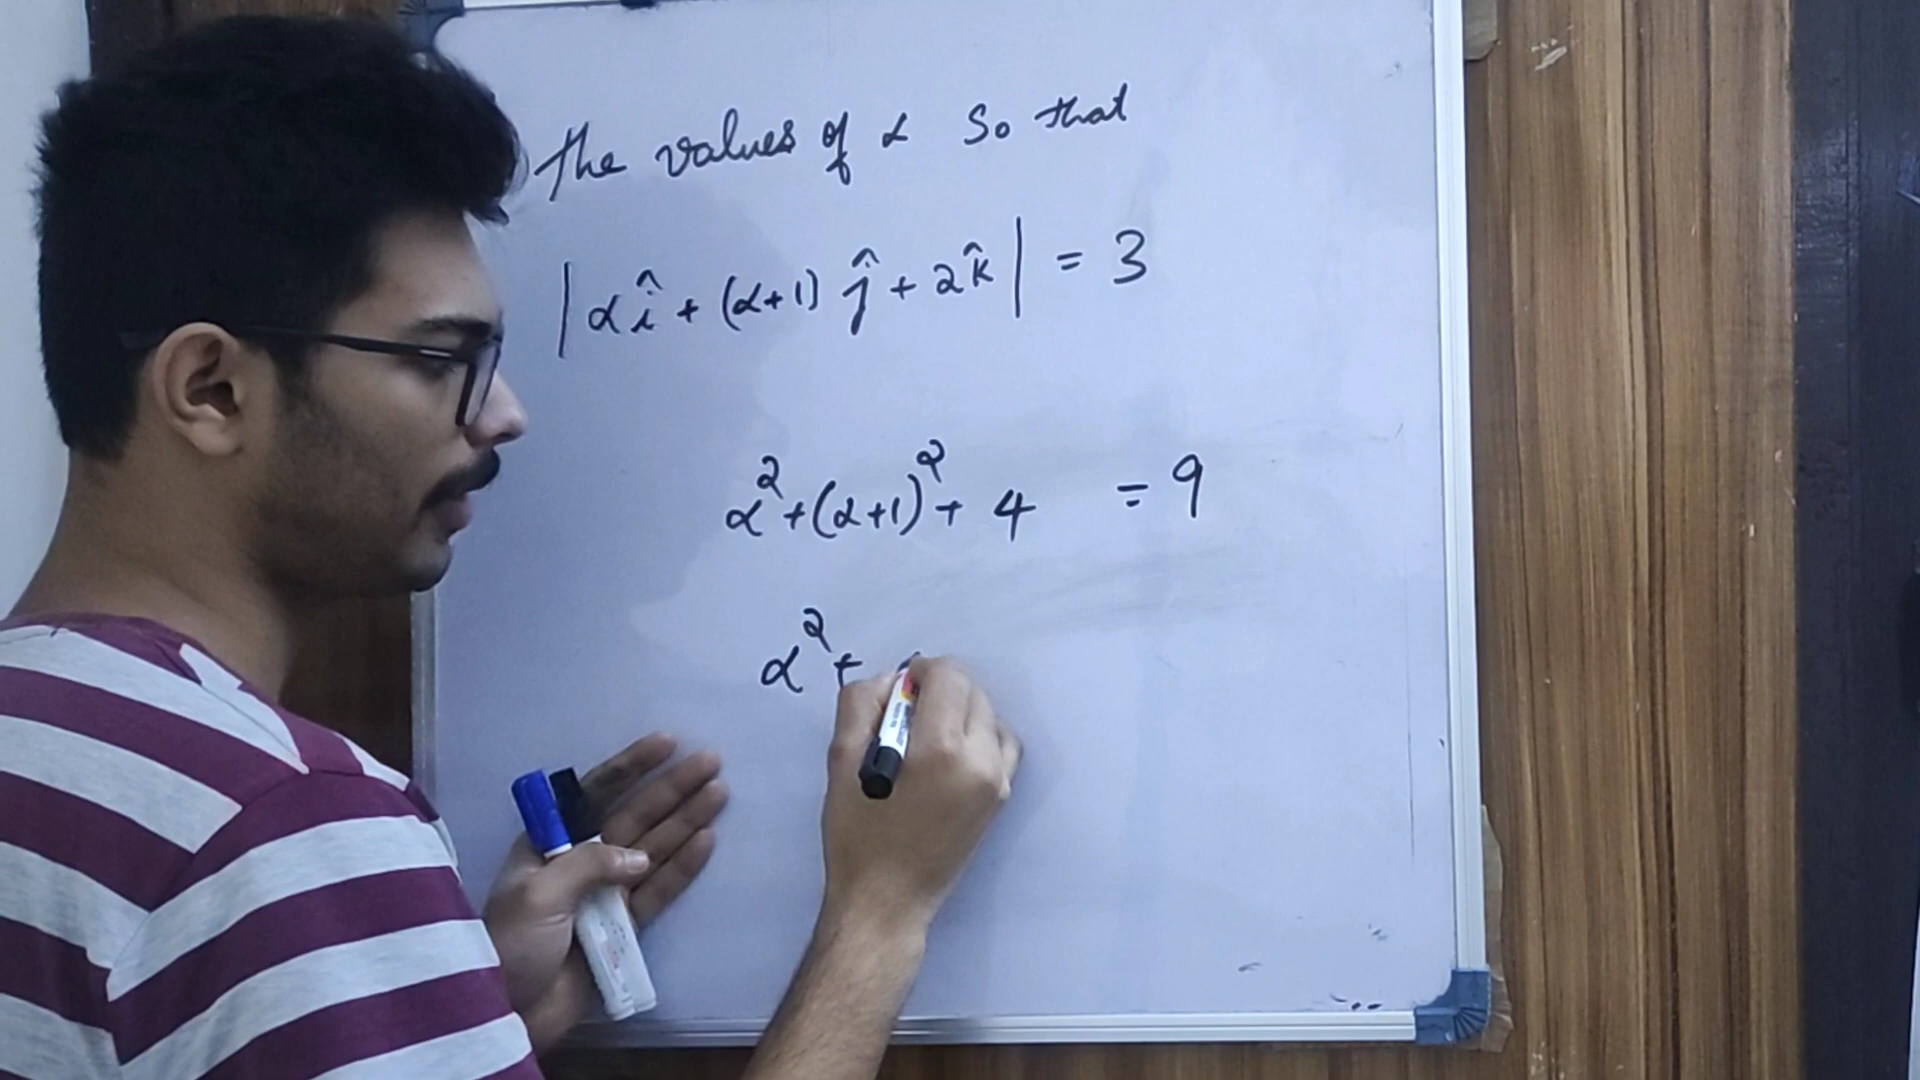 the values of α so that
|αî + (α+1) ĵ + 2k̂| = 3
α² + (α+1)² + 4 = 9
α² +